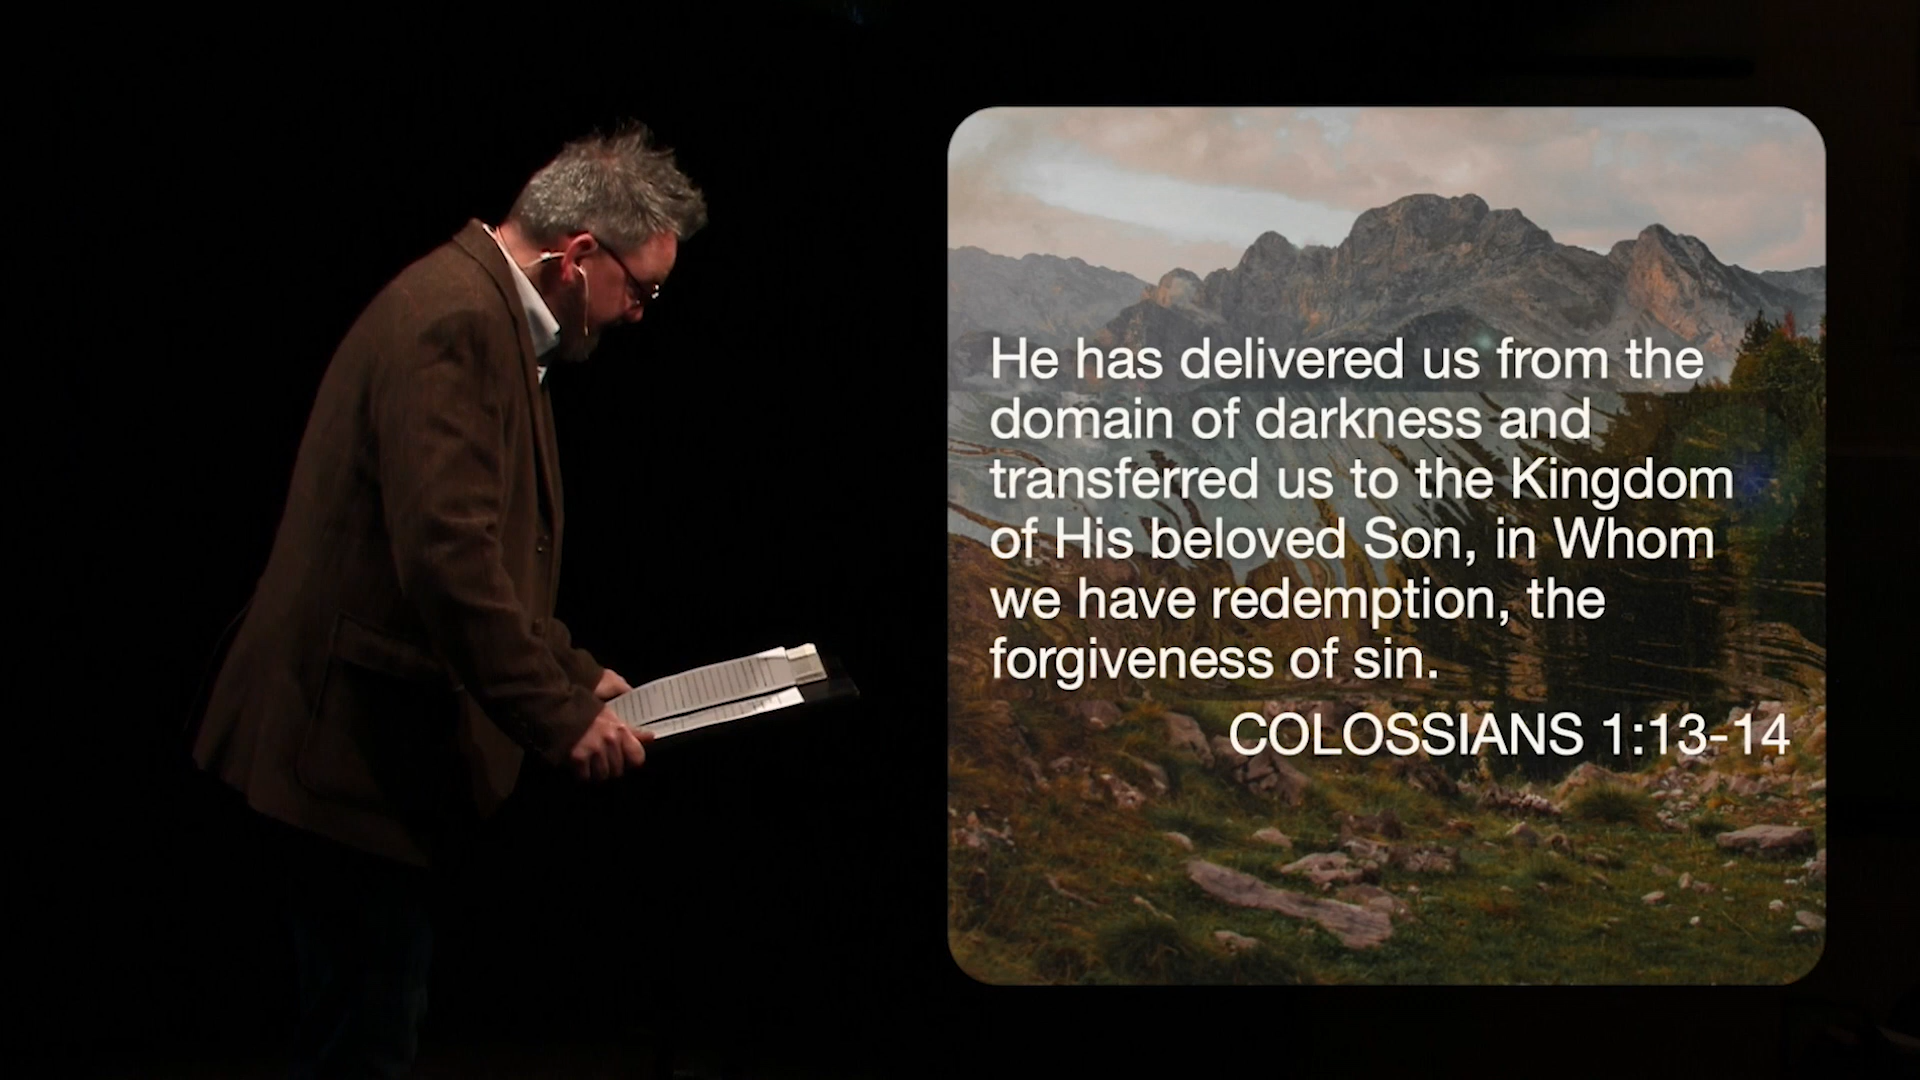 He has delivered us from the
domain of darkness and
transferred us to the Kingdom
of His beloved Son, in Whom
we have redemption, the
forgiveness of sin.
COLOSSIANS 1:13-14